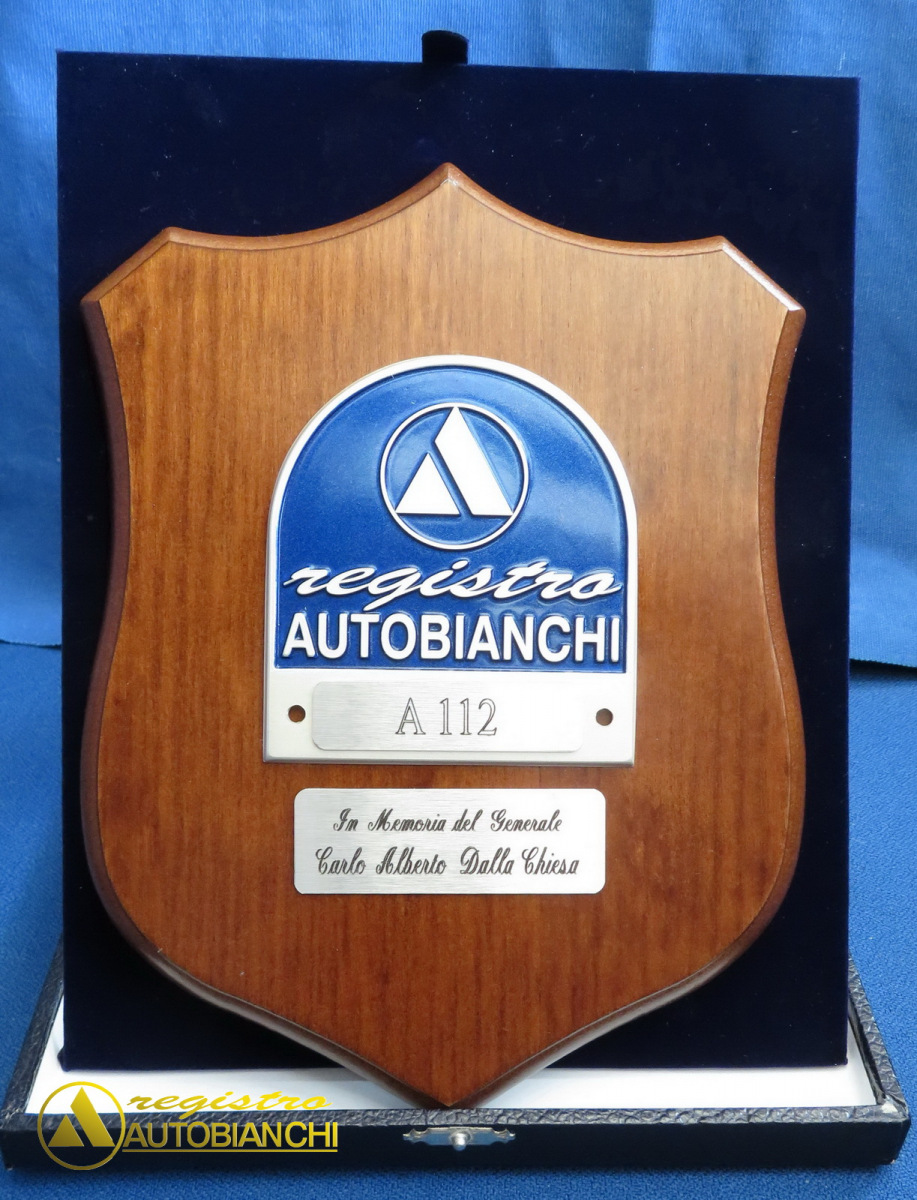 registro
AUTOBIANCHI
A 112
In Memoria del Generale
Carlo Alberto Dalla Chiesa
registro
AUTOBIANCHI